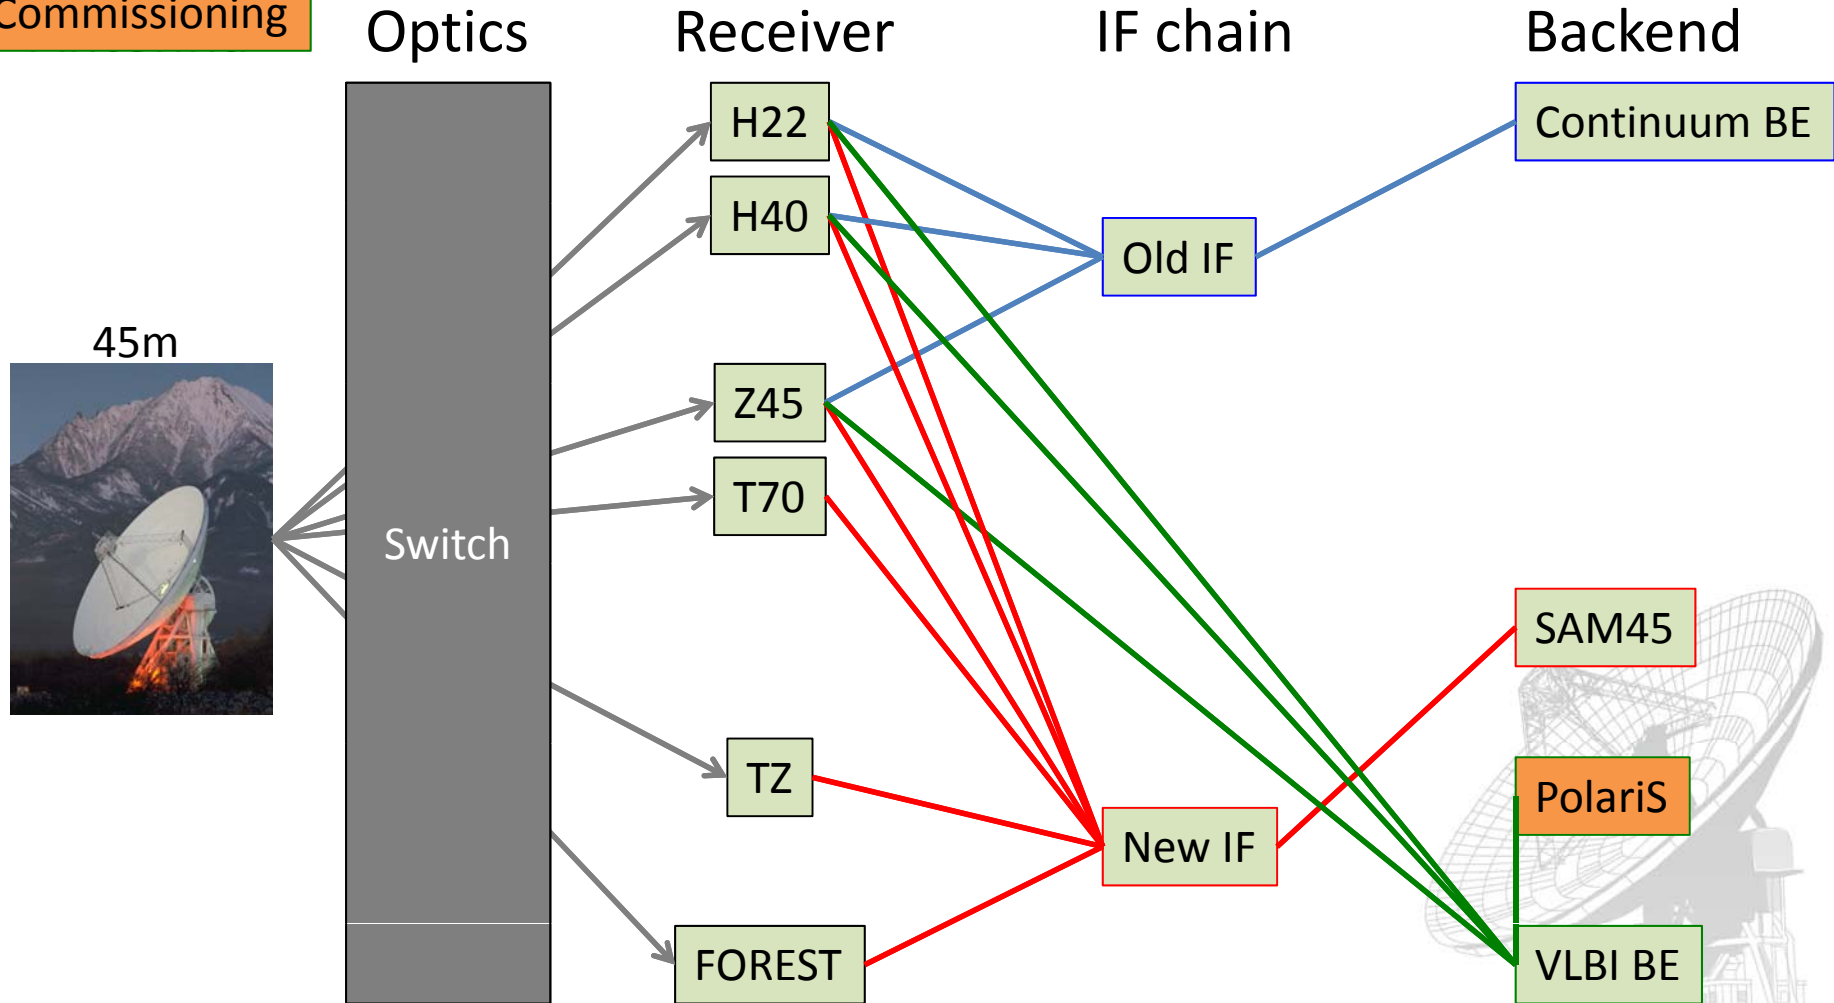 Commissioning
Optics
Receiver
IF chain
Backend
H22
Continuum BE
H40
Old IF
45m
Z45
T70
Switch
SAM45
TZ
PolariS
New IF
FOREST
VLBI BE